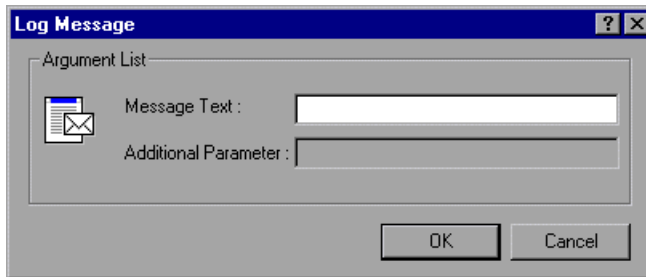 Log Message
Argument List
Message Text :
Additional Parameter :
OK Cancel